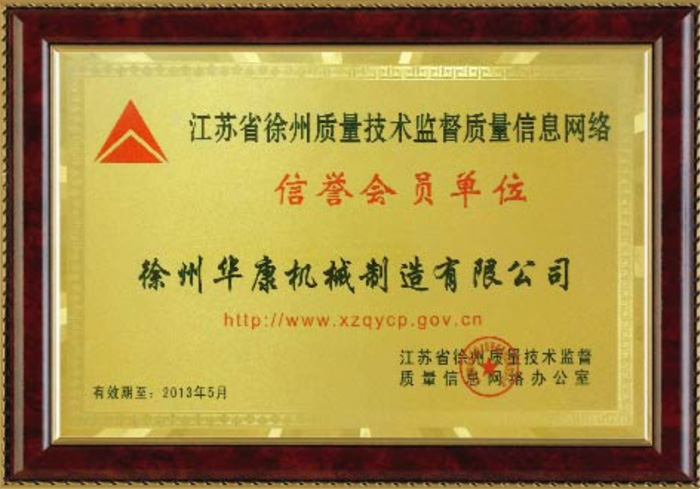 江苏省徐州质量技术监督质量信息网络
信誉会员单位
徐州华康机械制造有限公司
http://www.xzqycp.gov.cn
江苏省徐州质量技术监督
质量信息网络办公室
有效期至：2013年5月